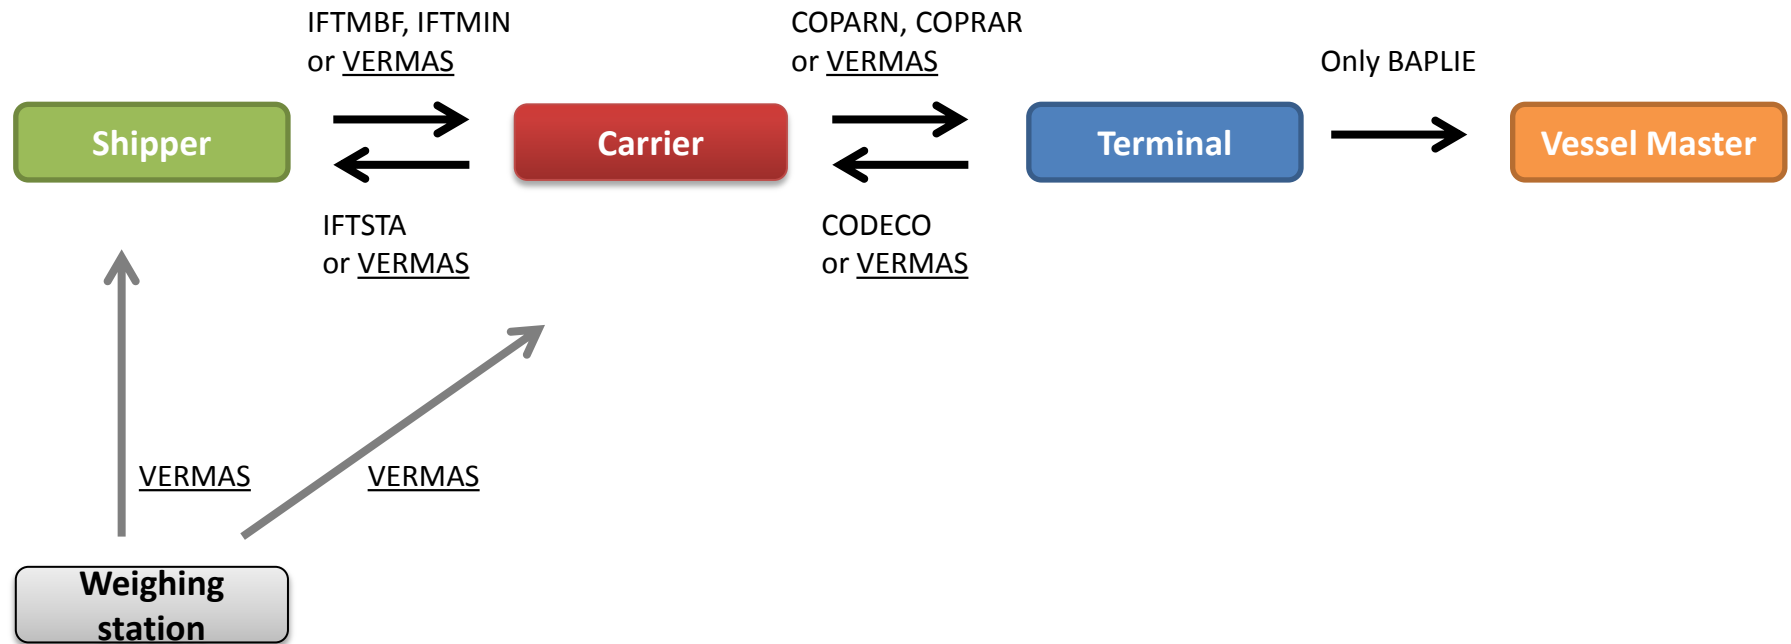 IFTMBF, IFTMIN
or VERMAS
COPARN, COPRAR
or VERMAS
Only BAPLIE
Shipper
Carrier
Terminal
Vessel Master
IFTSTA
or VERMAS
CODECO
or VERMAS
VERMAS
VERMAS
Weighing
station